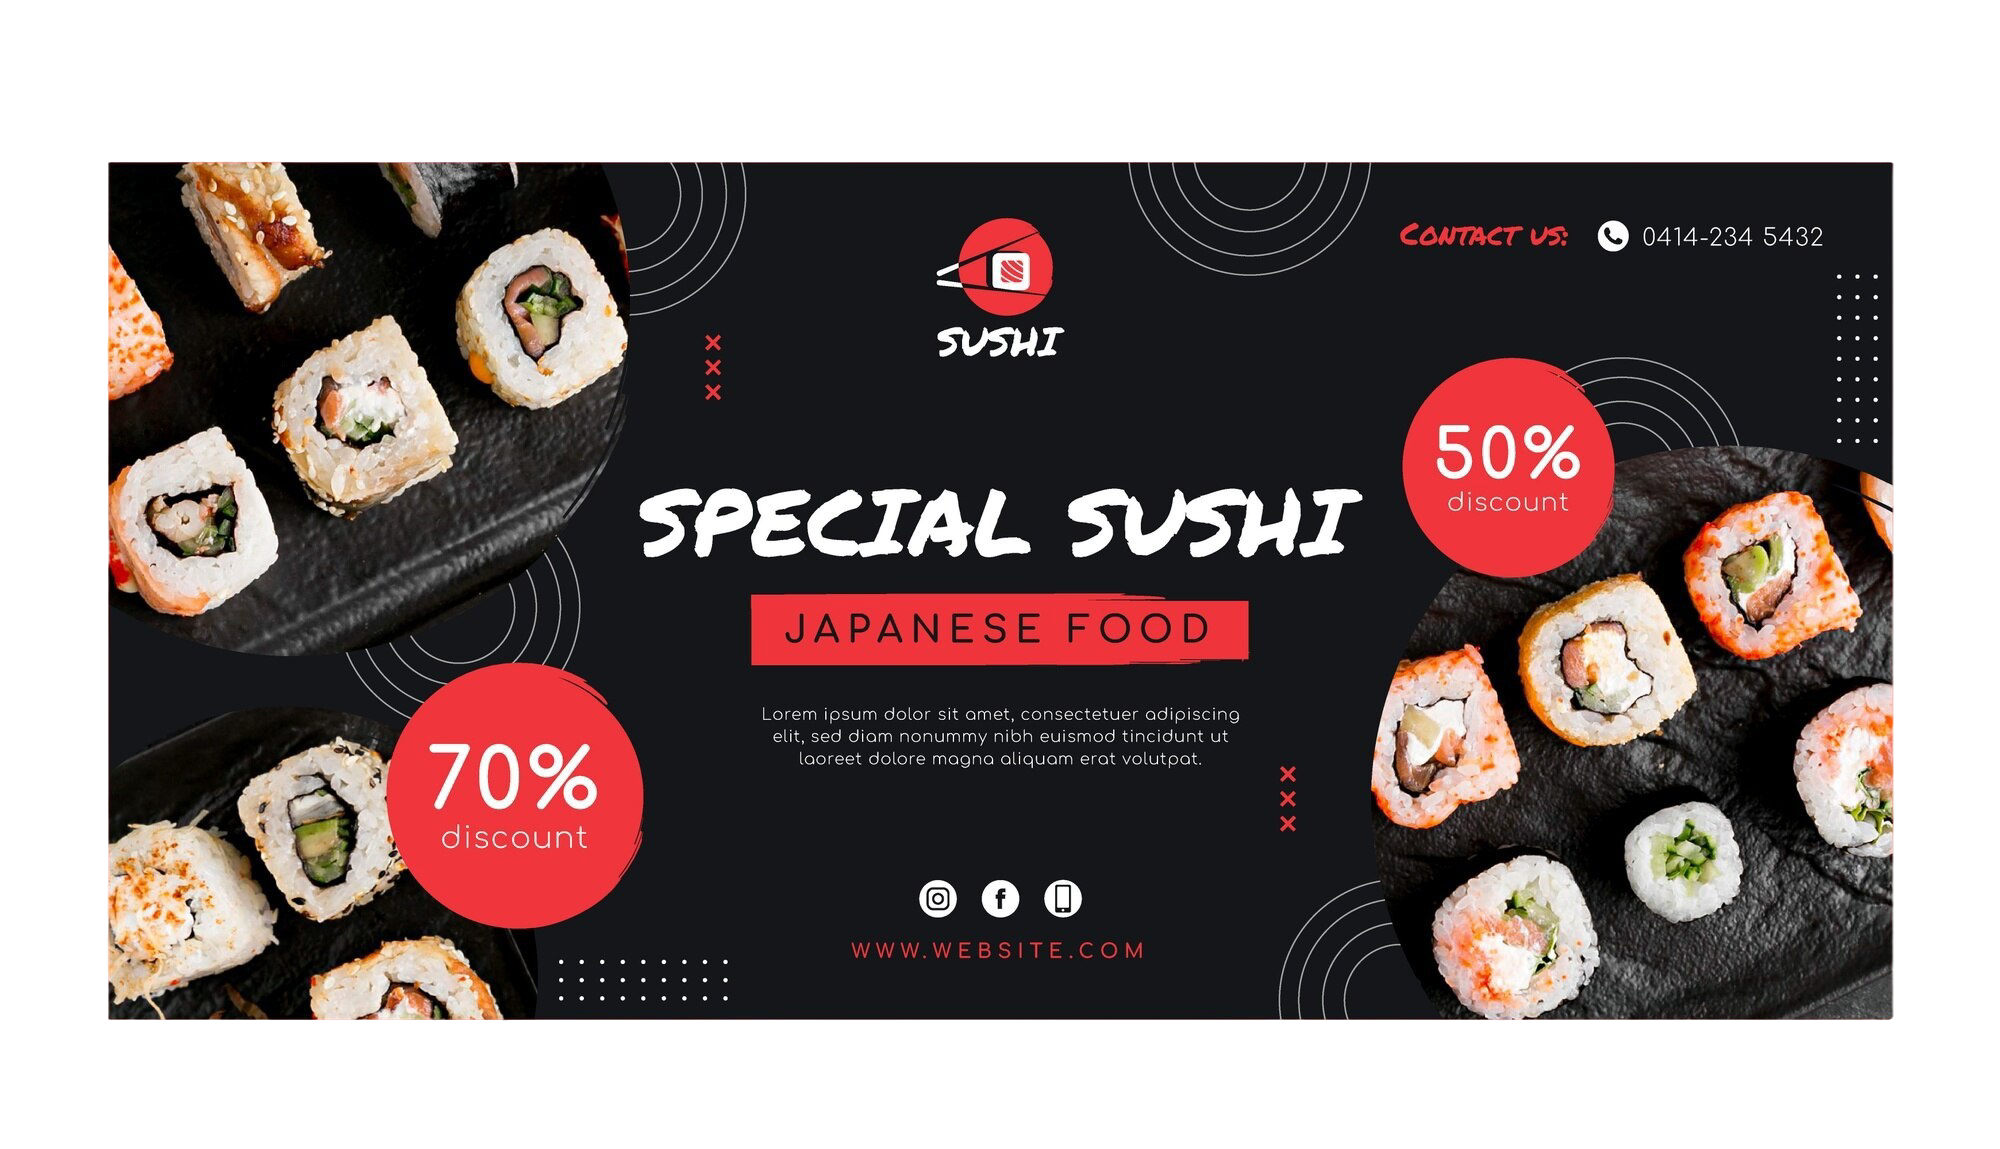 SUSHI
CONTACT US: 0414-234 5432
50%
discount
SPECIAL SUSHI
JAPANESE FOOD
Lorem ipsum dolor sit amet, consectetuer adipiscing
elit, sed diam nonummy nibh euismod tincidunt ut
laoreet dolore magna aliquam erat volutpat.
70%
discount
WWW.WEBSITE.COM